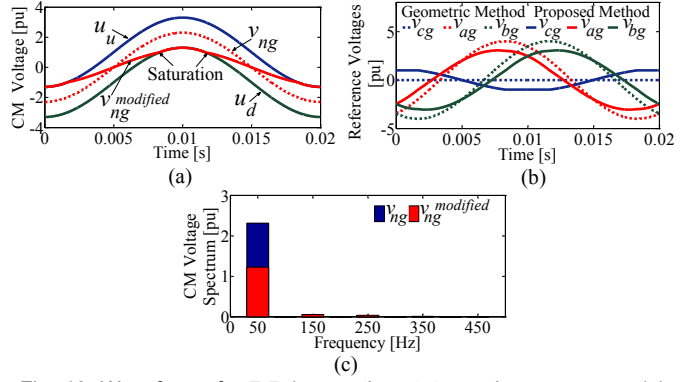 CM Voltage [pu]
4
2
0
-2
-4
0
0.005
0.01
0.015
0.02
Time [s]
u_u
v_ng
Saturation
v_ng^modified
u_d
(a)
Reference Voltages [pu]
Geometric Method Proposed Method
v_cg v_ag v_bg v_cg v_ag v_bg
5
0
-5
0
0.005
0.01
0.015
0.02
Time [s]
(b)
CM Voltage Spectrum [pu]
3
2
1
0
v_ng v_ng^modified
0 50 150 250 350 450
Frequency [Hz]
(c)